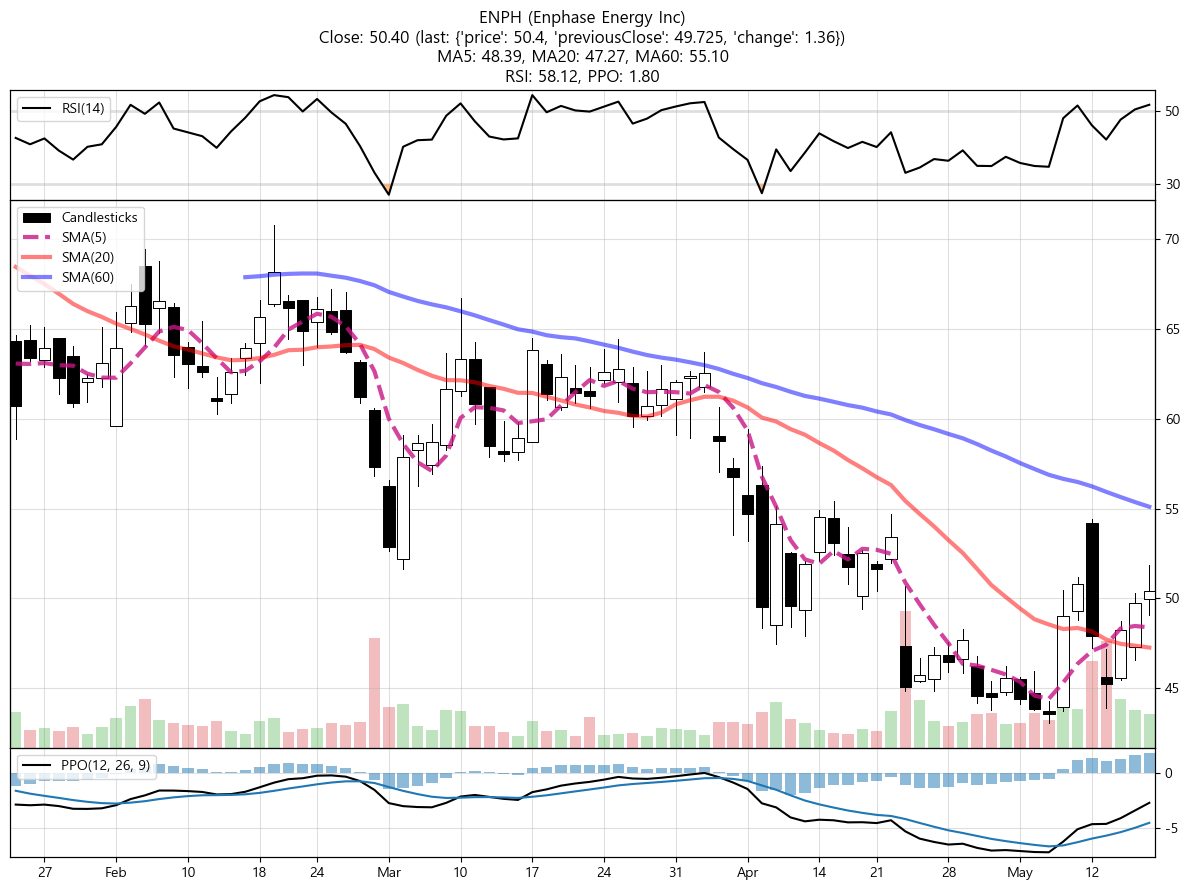 ENPH (Enphase Energy Inc)
Close: 50.40 (last: {'price': 50.4, 'previousClose': 49.725, 'change': 1.36})
MA5: 48.39, MA20: 47.27, MA60: 55.10
RSI: 58.12, PPO: 1.80
RSI(14)
50
30
Candlesticks
SMA(5)
SMA(20)
SMA(60)
70
65
60
55
50
45
PPO(12, 26, 9)
0
-5
27 Feb 10 18 24 Mar 10 17 24 31 Apr 14 21 28 May 12